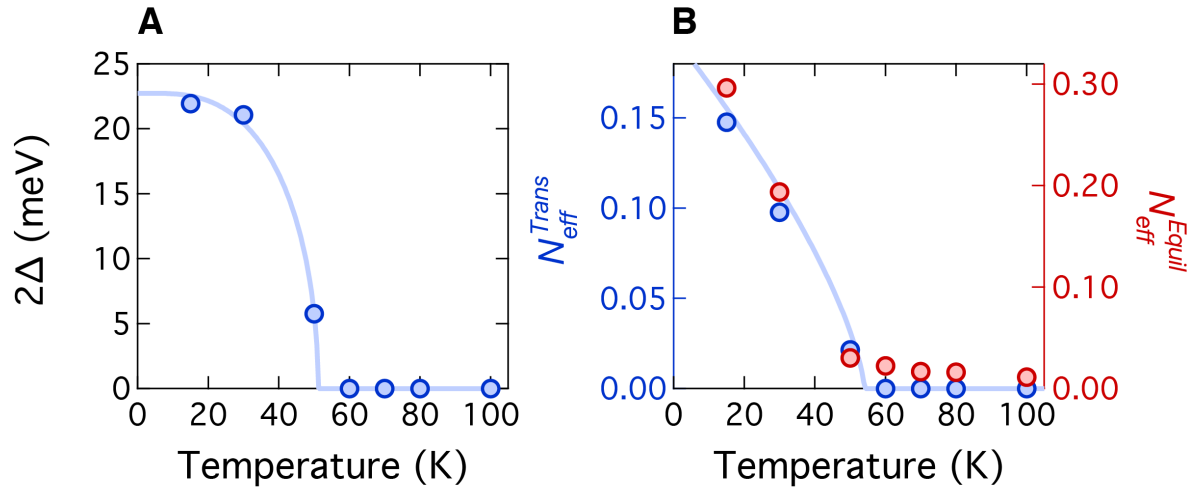 A
2Δ (meV)
25
20
15
10
5
0
0 20 40 60 80 100
Temperature (K)
B
N_eff^Trans
0.15
0.10
0.05
0.00
0 20 40 60 80 100
Temperature (K)
0.30
0.20
0.10
0.00
N_eff^Equil